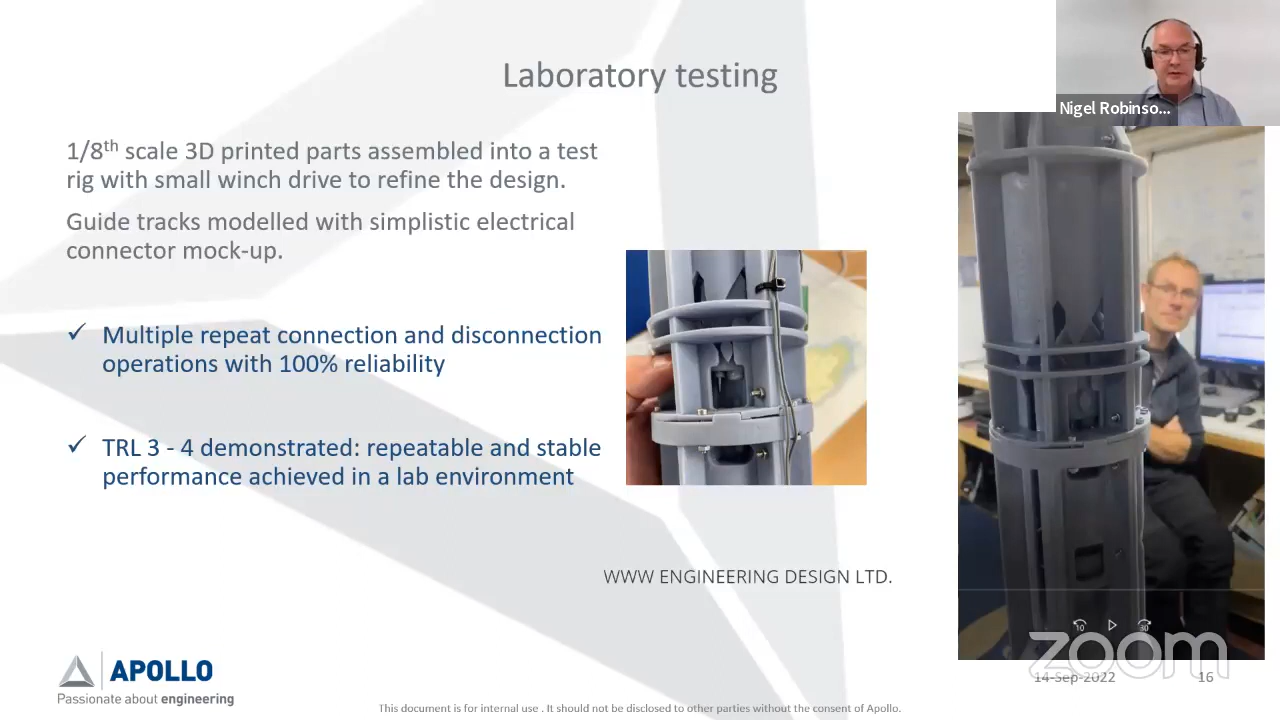 Laboratory testing
Nigel Robinso...
1/8th scale 3D printed parts assembled into a test
rig with small winch drive to refine the design.
Guide tracks modelled with simplistic electrical
connector mock-up.
✓ Multiple repeat connection and disconnection
operations with 100% reliability
✓ TRL 3 - 4 demonstrated: repeatable and stable
performance achieved in a lab environment
WWW ENGINEERING DESIGN LTD.
10
30
zoom
APOLLO
Passionate about engineering
14-Sep-2022
16
This document is for internal use . It should not be disclosed to other parties without the consent of Apollo.